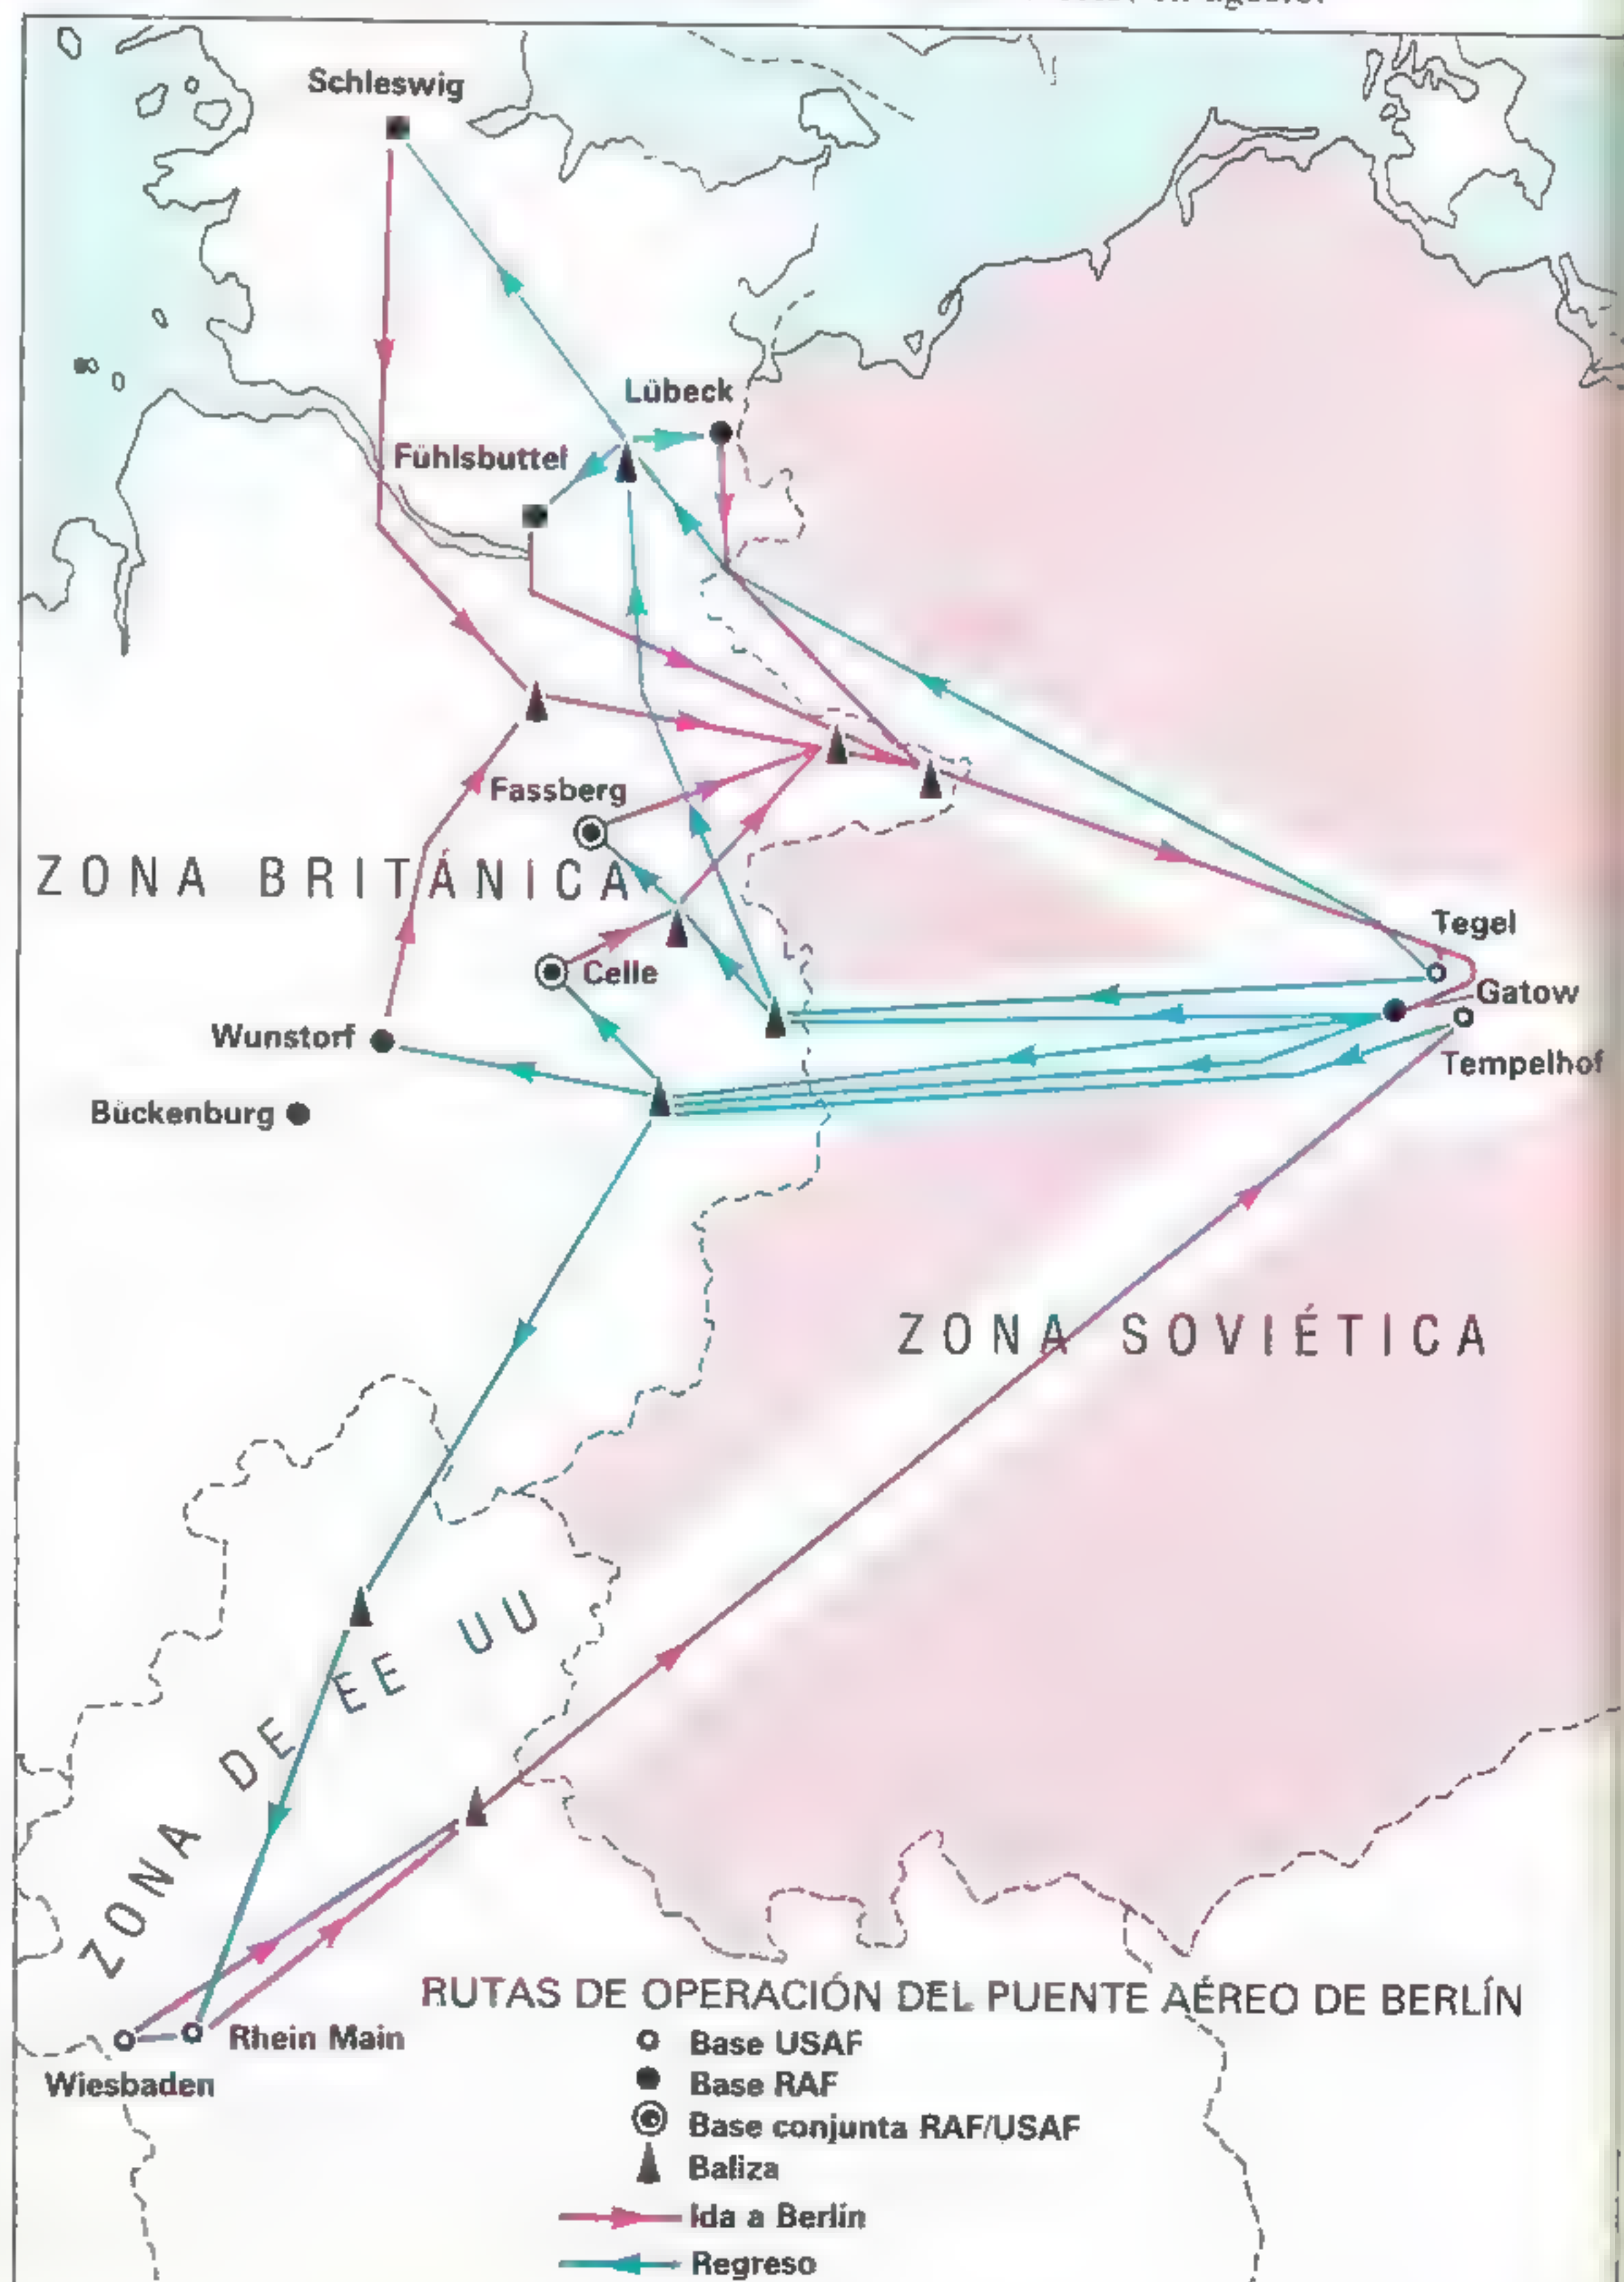 Schleswig
Lübeck
Fühlsbuttel
Fassberg
ZONA BRITÁNICA
Tegel
Celle
Gatow
Wunstorf
Tempelhof
Bückenburg
ZONA SOVIÉTICA
ZONA DE EE UU
RUTAS DE OPERACIÓN DEL PUENTE AÉREO DE BERLÍN
Rhein Main
Base USAF
Wiesbaden
Base RAF
Base conjunta RAF/USAF
Baliza
Ida a Berlín
Regreso